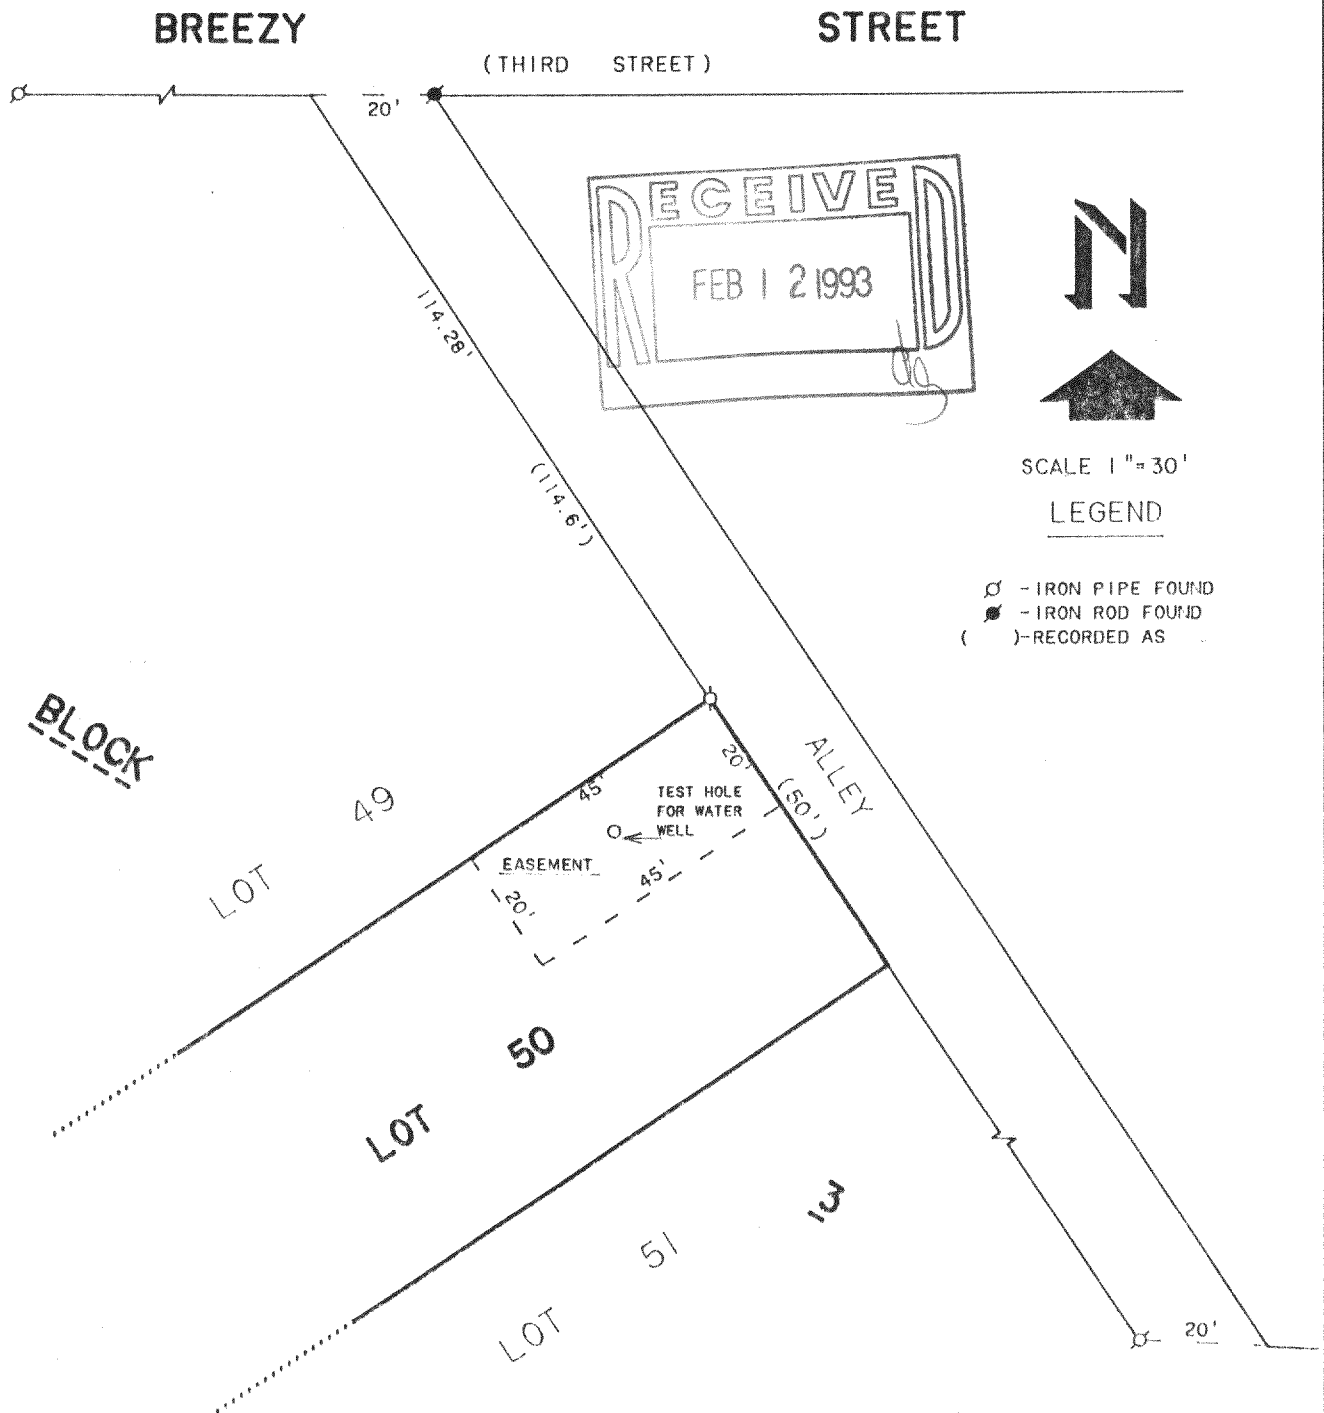 BREEZY STREET
(THIRD STREET)
20'
RECEIVED
FEB 12 1993
114.28'
(114.6')
SCALE 1"=30'
LEGEND
-IRON PIPE FOUND
-IRON ROD FOUND
( )-RECORDED AS
BLOCK
ALLEY
20'
(50')
45'
TEST HOLE
FOR WATER
WELL
LOT 49
EASEMENT
45'
20'
LOT 50
13
LOT 51
20'
N